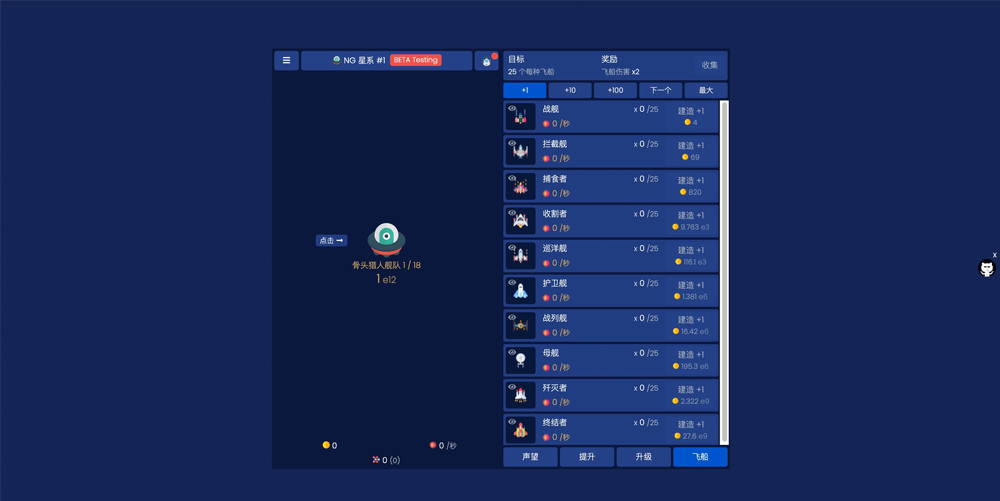 NG 星系 #1 BETA Testing
点击
骨头猎人舰队 1 / 18
1 e12
0
0 /秒
0 (0)
目标
25 个每种飞船
奖励
飞船伤害 x2
收集
+1
+10
+100
下一个
最大
战舰 x 0 /25 建造 +1
0 /秒 4
拦截舰 x 0 /25 建造 +1
0 /秒 69
捕食者 x 0 /25 建造 +1
0 /秒 820
收割者 x 0 /25 建造 +1
0 /秒 9.763 e3
巡洋舰 x 0 /25 建造 +1
0 /秒 116.1 e3
护卫舰 x 0 /25 建造 +1
0 /秒 1.381 e6
战列舰 x 0 /25 建造 +1
0 /秒 16.42 e6
母舰 x 0 /25 建造 +1
0 /秒 195.3 e6
歼灭者 x 0 /25 建造 +1
0 /秒 2.322 e9
终结者 x 0 /25 建造 +1
0 /秒 27.6 e9
声望
提升
升级
飞船
x